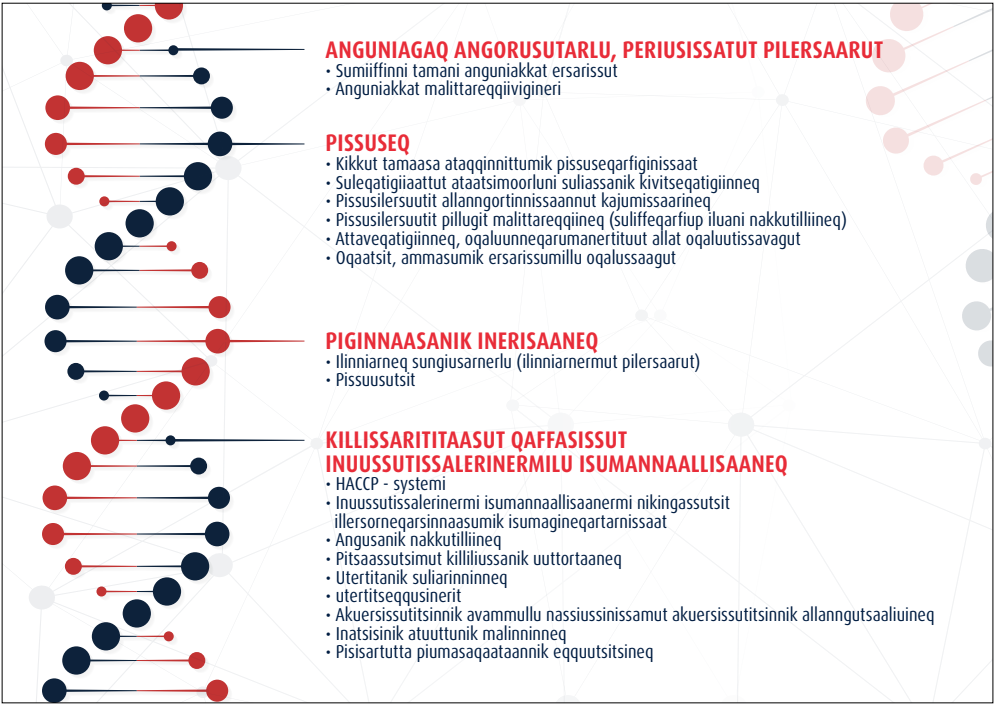 ANGUNIAGAQ ANGORUSUTARLU, PERIUSISSATUT PILERSAARUT
• Sumiiffinni tamani anguniakkat ersarissut
• Anguniakkat malittareqqiivigineri
PISSUSEQ
• Kikkut tamaasa ataqqinnittumik pissuseqarfiginissaat
• Suleqatigiiaattut ataatsimoorluni suliassanik kivitseqatigiinneq
• Pissusilersuutit allanngortinnissaannut kajumissaarineq
• Pissusilersuutit pillugit malittareqqiineq (suliffeqarfiup iluani nakkutilliineq)
• Attaveqatigiinneq, oqaluunneqarumanertituut allat oqaluutissavagut
• Oqaatsit, ammasumik ersarissumillu oqalussaagut
PIGINNAASANIK INERISAANEQ
• Ilinniarneq sungiusarnerlu (ilinniarnermut pilersaarut)
• Pissuusutsit
KILLISSARITITAASUT QAFFASISSUT
INUUSSUTISSALERINERMILU ISUMANNAALLISAANEQ
• HACCP - systemi
• Inuussutissalerinermi isumannaallisaanermi nikingassutsit
illersorneqarsinnaasumik isumagineqartarnissaat
• Angusanik nakkutilliineq
• Pitsaassutsimut killiliussanik uuttortaaneq
• Utertitanik suliarinninneq
• utertitseqqusinerit
• Akuersissutitsinnik avammullu nassiussinissamut akuersissutitsinnik allanngutsaaliuineq
• Inatsisinik atuuttunik malinninneq
• Pisisartutta piumasaqaataannik eqquutsitsineq